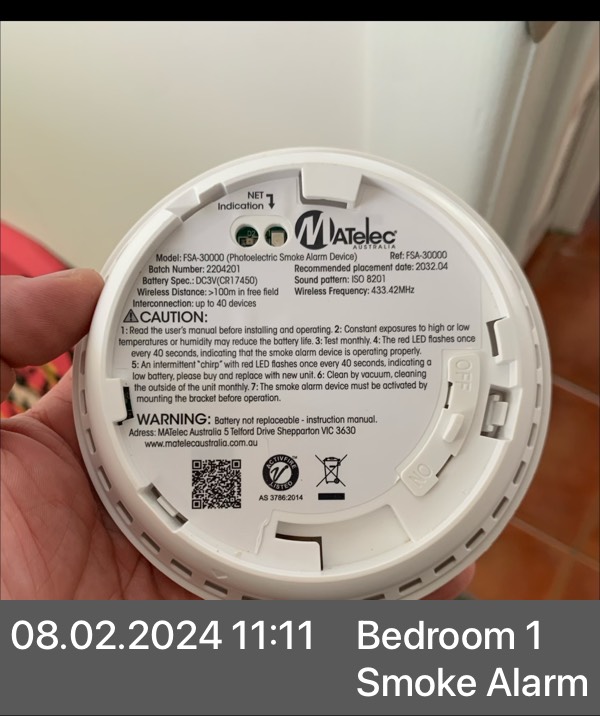 NET
Indication
MATelec
AUSTRALIA
Model: FSA-30000 (Photoelectric Smoke Alarm Device) Ref: FSA-30000
Batch Number: 2204201 Recommended placement date: 2032.04
Battery Spec.: DC3V(CR17450) Sound pattern: ISO 8201
Wireless Distance: >100m in free field Wireless Frequency: 433.42MHz
Interconnection: up to 40 devices
CAUTION:
1: Read the user's manual before installing and operating. 2: Constant exposures to high or low
temperatures or humidity may reduce the battery life. 3: Test monthly. 4: The red LED flashes once
every 40 seconds, indicating that the smoke alarm device is operating properly.
5: An intermittent "chirp" with red LED flashes once every 40 seconds, indicating a
low battery, please buy and replace with new unit. 6: Clean by vacuum, cleaning
the outside of the unit monthly. 7: The smoke alarm device must be activated by
mounting the bracket before operation.
WARNING: Battery not replaceable - instruction manual.
Adress: MATelec Australia 5 Telford Drive Shepparton VIC 3630
www.matelecaustralia.com.au
OFF
ON
ACTIVFIRE
LISTED
AS 3786:2014
08.02.2024 11:11 Bedroom 1
Smoke Alarm